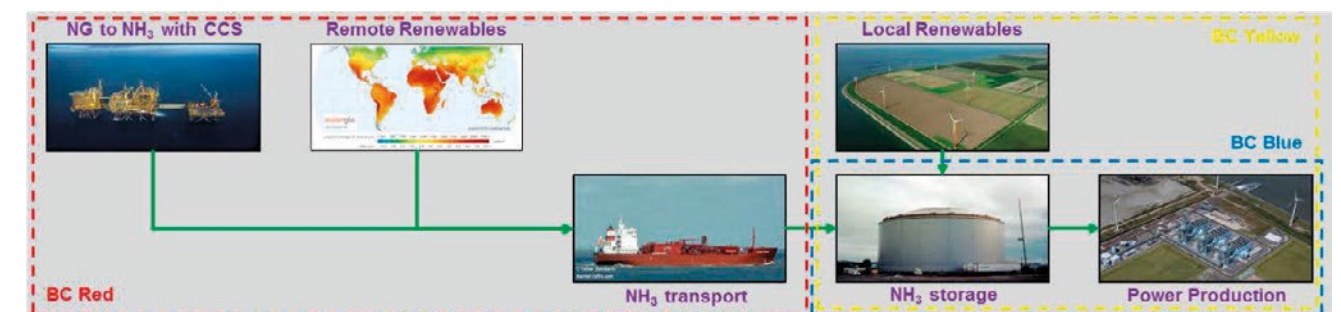 NG to NH₃ with CCS
Remote Renewables
Local Renewables
BC Yellow
BC Blue
BC Red
NH₃ transport
NH₃ storage
Power Production